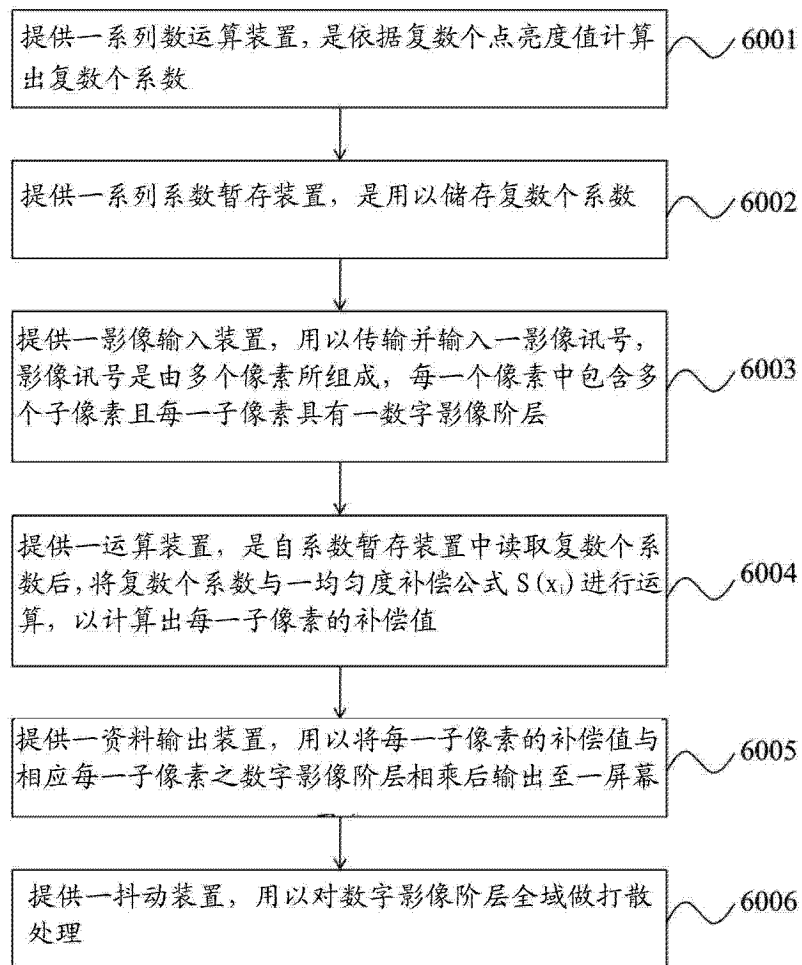 提供一系列数运算装置,是依据复数个点亮度值计算
出复数个系数
6001
提供一系列系数暂存装置,是用以储存复数个系数
6002
提供一影像输入装置,用以传输并输入一影像讯号,
影像讯号是由多个像素所组成,每一个像素中包含多
个子像素且每一子像素具有一数字影像阶层
6003
提供一运算装置,是自系数暂存装置中读取复数个系
数后,将复数个系数与一均匀度补偿公式 S(xᵢ)进行运
算,以计算出每一子像素的补偿值
6004
提供一资料输出装置,用以将每一子像素的补偿值与
相应每一子像素之数字影像阶层相乘后输出至一屏幕
6005
提供一抖动装置,用以对数字影像阶层全域做打散
处理
6006